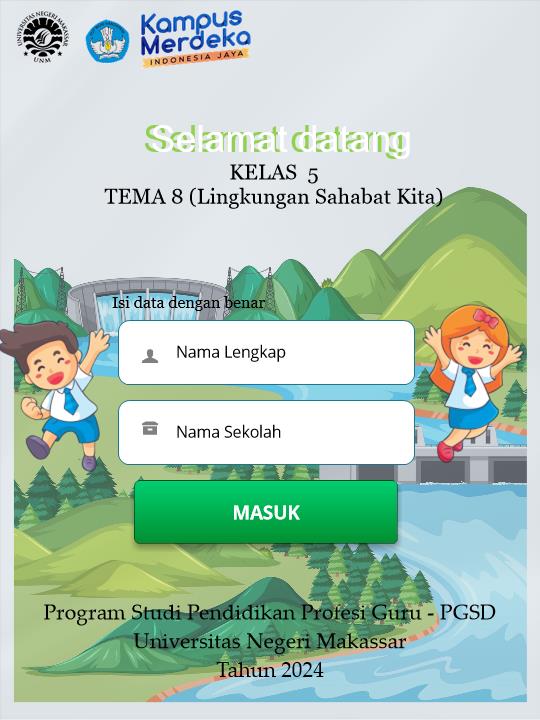 UNIVERSITAS NEGERI MAKASSAR
UNM
Kampus
Merdeka
INDONESIA JAYA
Selamat datang
KELAS 5
TEMA 8 (Lingkungan Sahabat Kita)
Isi data dengan benar
Nama Lengkap
Nama Sekolah
MASUK
Program Studi Pendidikan Profesi Guru - PGSD
Universitas Negeri Makassar
Tahun 2024